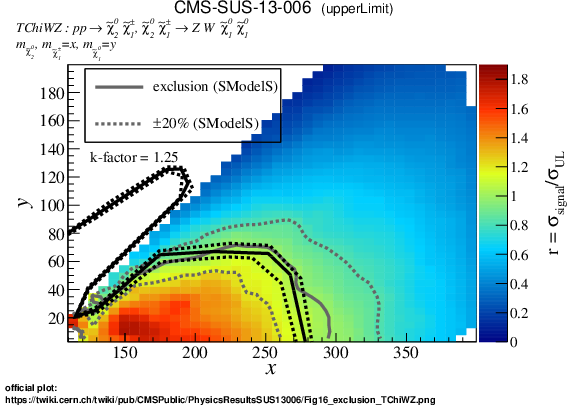 CMS-SUS-13-006 (upperLimit)
TChiWZ : pp → χ̃₂⁰ χ̃₁±, χ̃₂⁰ χ̃₁± → Z W χ̃₁⁰ χ̃₁⁰
m_χ̃₂⁰, m_χ̃₁±=x, m_χ̃₁⁰=y
exclusion (SModelS)
±20% (SModelS)
k-factor = 1.25
y
180
160
140
120
100
80
60
40
20
150 200 250 300 350
x
1.8
1.6
1.4
1.2
1
0.8
0.6
0.4
0.2
0
r = σ_signal/σ_UL
official plot:
https://twiki.cern.ch/twiki/pub/CMSPublic/PhysicsResultsSUS13006/Fig16_exclusion_TChiWZ.png